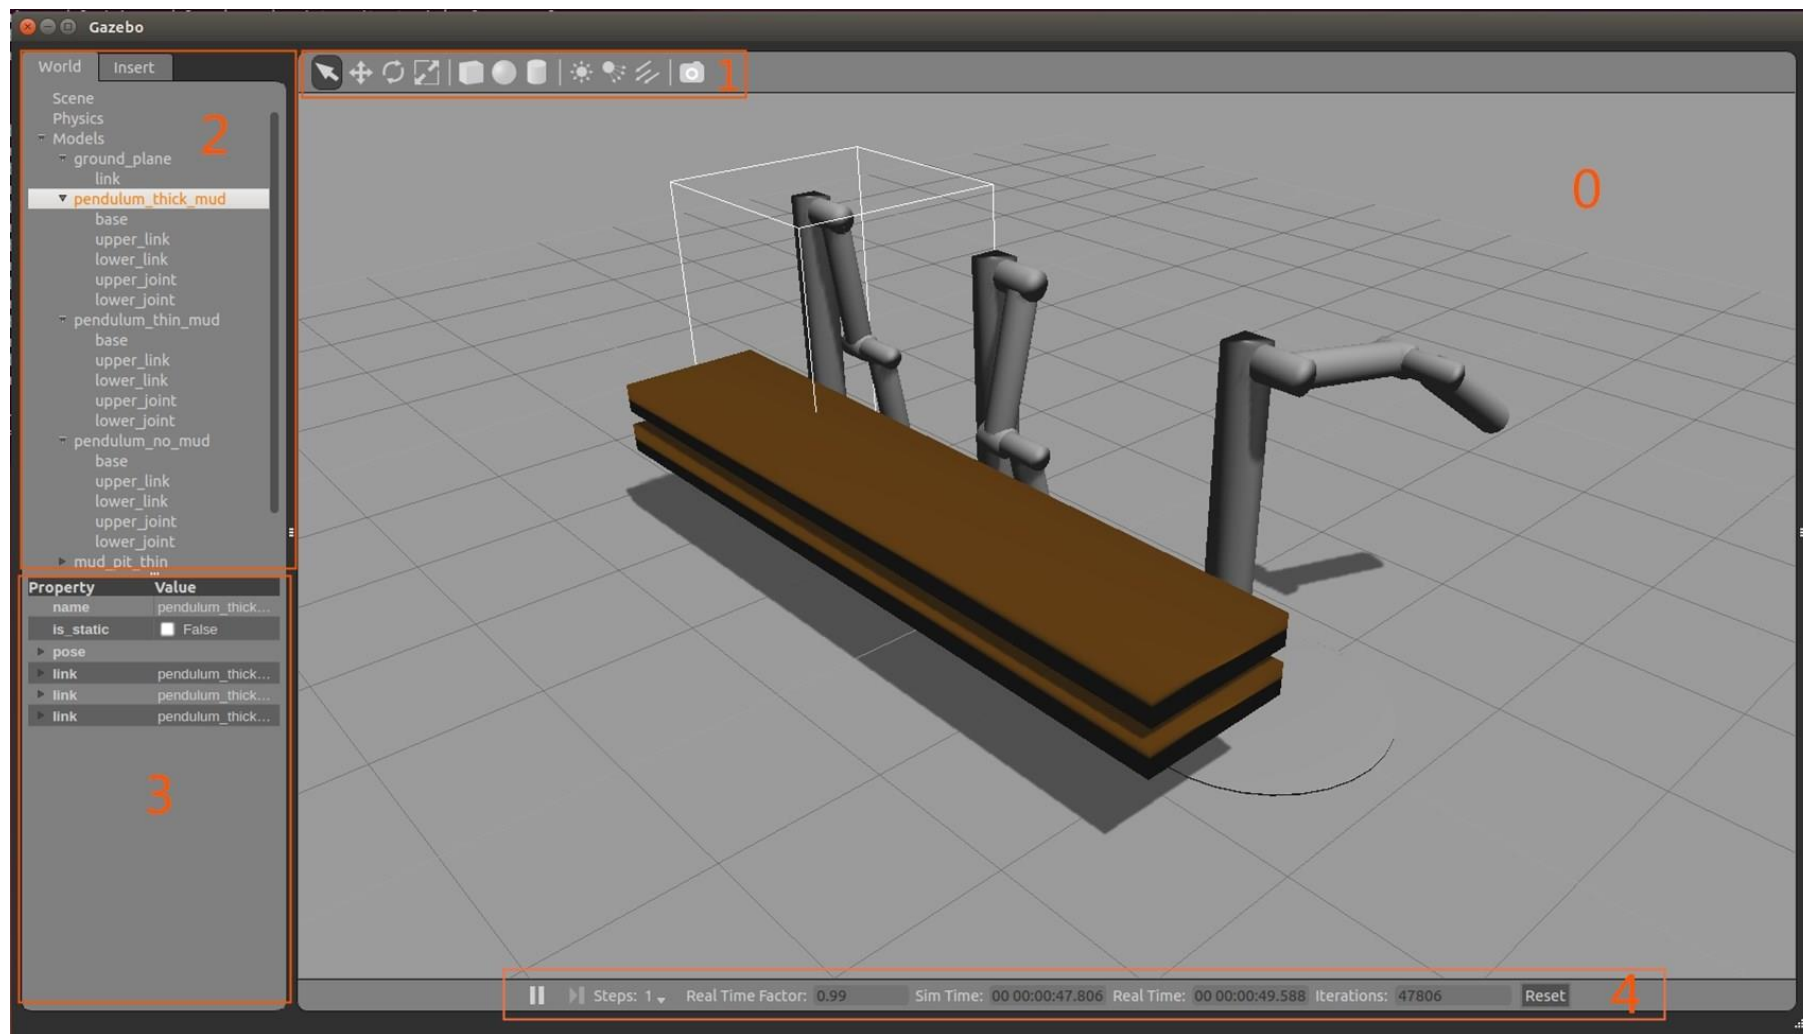 Gazebo
World Insert
1
Scene
Physics
2
Models
ground_plane
link
0
pendulum_thick_mud
base
upper_link
lower_link
upper_joint
lower_joint
pendulum_thin_mud
base
upper_link
lower_link
upper_joint
lower_joint
pendulum_no_mud
base
upper_link
lower_link
upper_joint
lower_joint
mud_pit_thin
Property Value
name pendulum_thick...
is_static False
pose
link pendulum_thick...
link pendulum_thick...
link pendulum_thick...
3
Steps: 1 Real Time Factor: 0.99 Sim Time: 00 00:00:47.806 Real Time: 00 00:00:49.588 Iterations: 47806 Reset 4